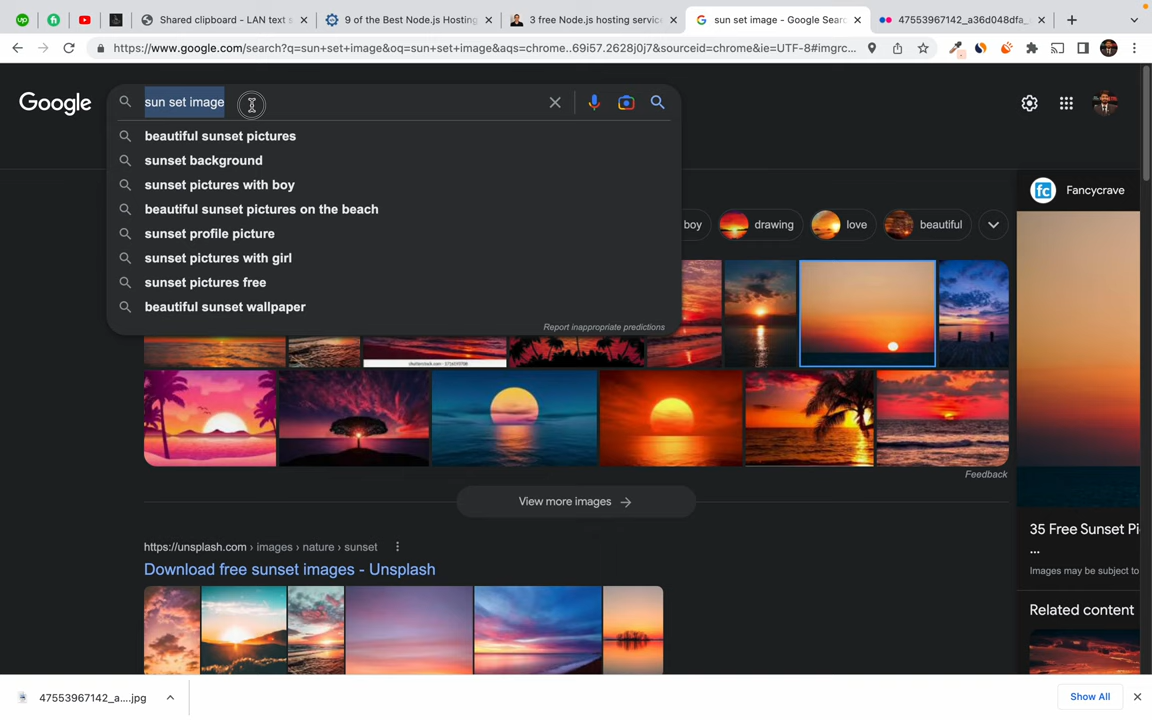 Shared clipboard - LAN text s
9 of the Best Node.js Hosting
3 free Node.js hosting service
sun set image - Google Sear
47553967142_a36d048dfa_
https://www.google.com/search?q=sun+set+image&oq=sun+set+image&aqs=chrome..69i57.2628j0j7&sourceid=chrome&ie=UTF-8#imgrc...
Google
sun set image
beautiful sunset pictures
sunset background
sunset pictures with boy
beautiful sunset pictures on the beach
sunset profile picture
sunset pictures with girl
sunset pictures free
beautiful sunset wallpaper
Report inappropriate predictions
fc Fancycrave
boy drawing love beautiful
Feedback
View more images
https://unsplash.com › images › nature › sunset
Download free sunset images - Unsplash
35 Free Sunset Pi
...
Images may be subject to
Related content
47553967142_a....jpg
Show All